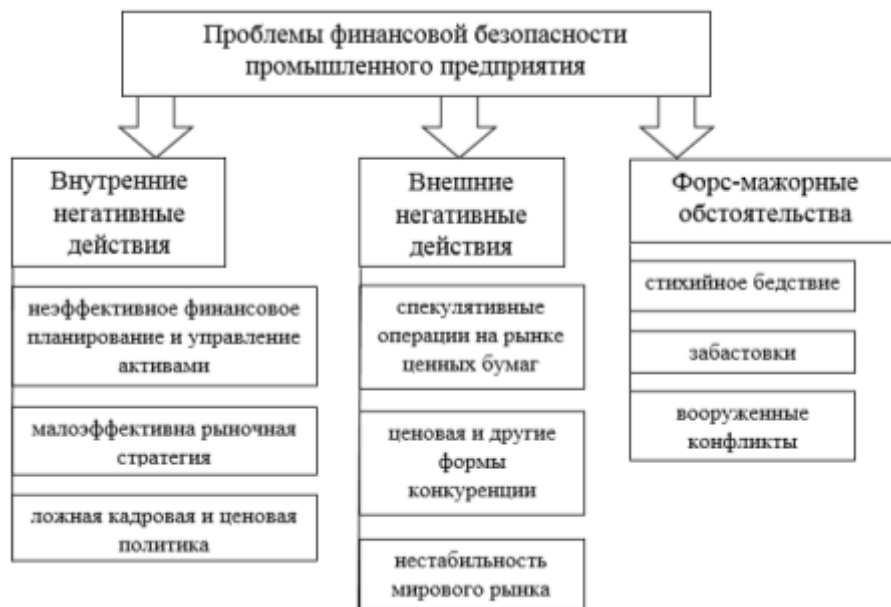 Проблемы финансовой безопасности
промышленного предприятия
Внутренние
негативные
действия
неэффективное финансовое
планирование и управление
активами
малоэффективна рыночная
стратегия
ложная кадровая и ценовая
политика
Внешние
негативные
действия
спекулятивные
операции на рынке
ценных бумаг
ценовая и другие
формы
конкуренции
нестабильность
мирового рынка
Форс-мажорные
обстоятельства
стихийное бедствие
забастовки
вооруженные
конфликты